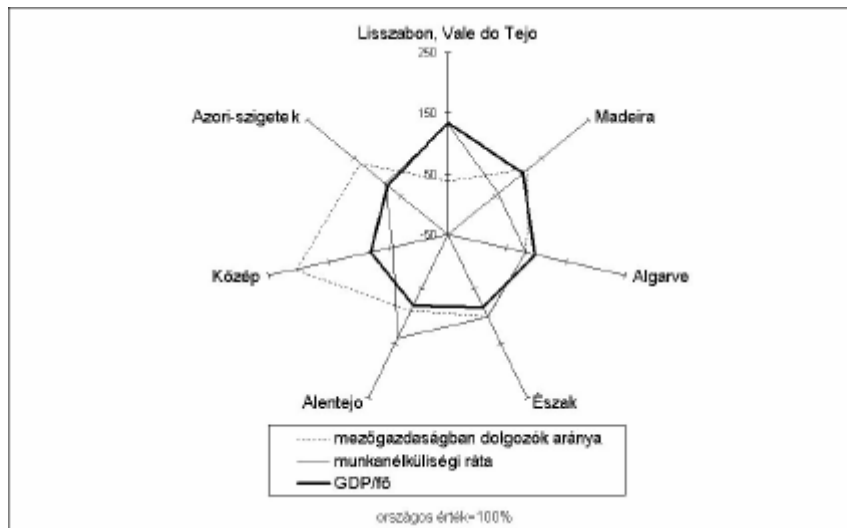 Lisszabon, Vale do Tejo
250
150
50
-50
Azori-szigetek
Madeira
Közép
Algarve
Alentejo
Észak
mezőgazdaságban dolgozók aránya
munkanélküliségi ráta
GDP/fő
országos érték=100%